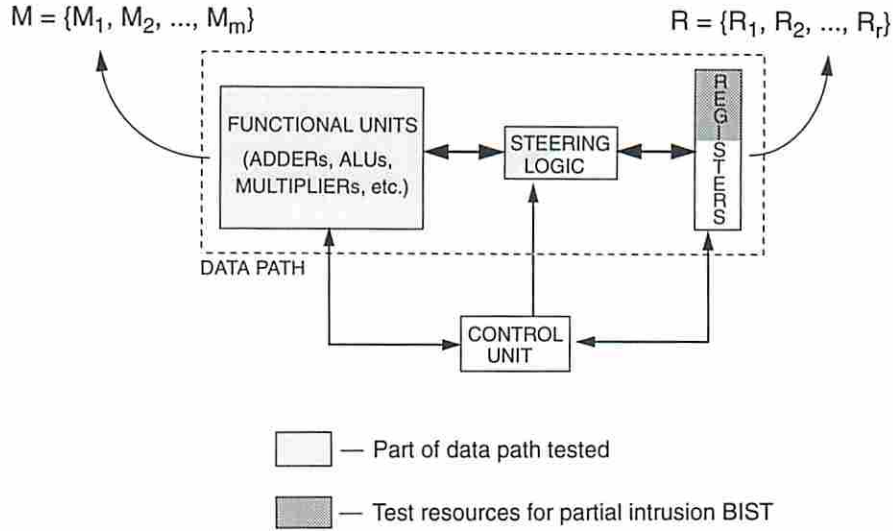 M = {M1, M2, ..., Mm}
R = {R1, R2, ..., Rr}
FUNCTIONAL UNITS
(ADDERs, ALUs,
MULTIPLIERs, etc.)
STEERING
LOGIC
REGISTERS
DATA PATH
CONTROL
UNIT
— Part of data path tested
— Test resources for partial intrusion BIST